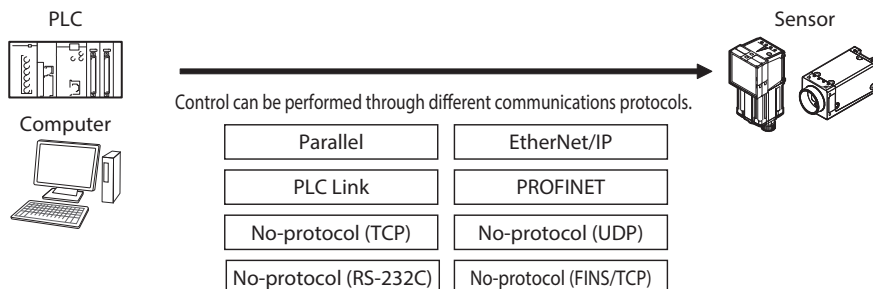 PLC
Sensor
Control can be performed through different communications protocols.
Computer
Parallel
EtherNet/IP
PLC Link
PROFINET
No-protocol (TCP)
No-protocol (UDP)
No-protocol (RS-232C)
No-protocol (FINS/TCP)